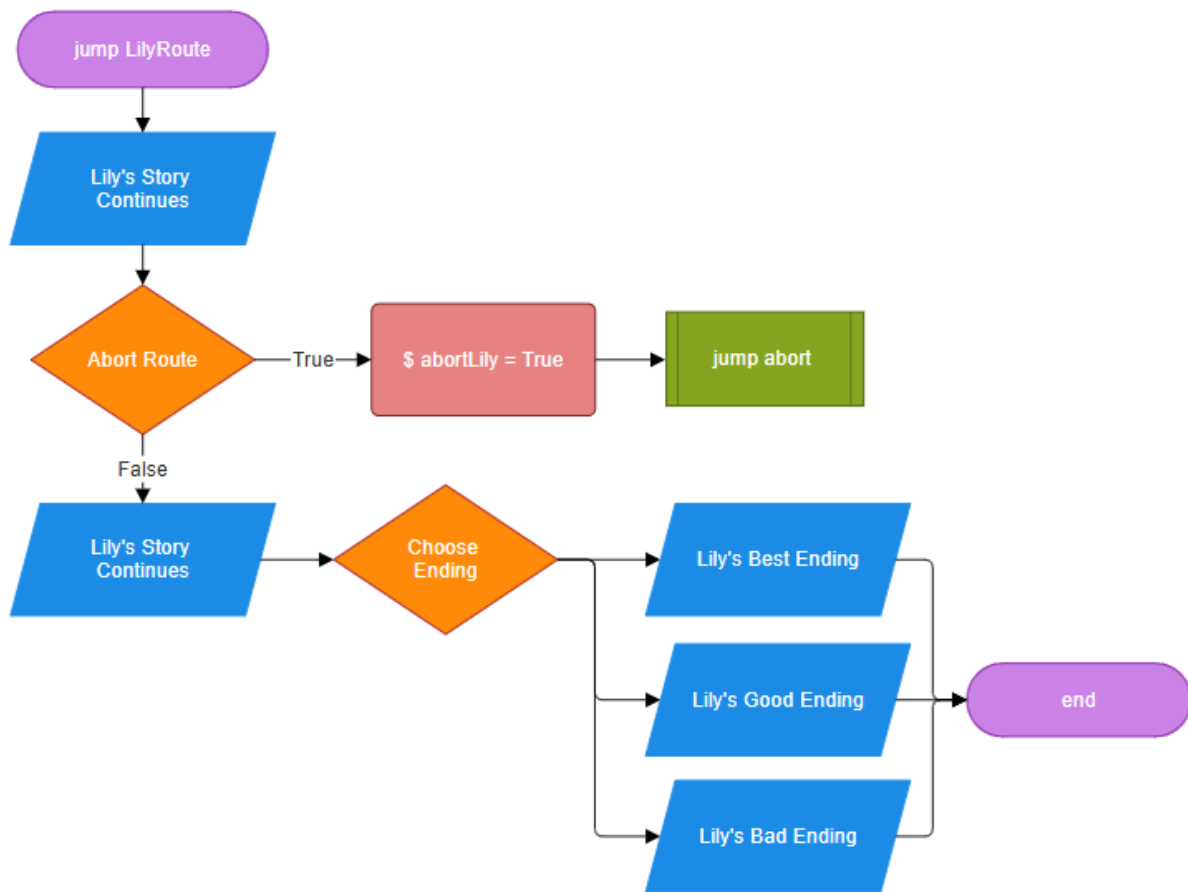 jump LilyRoute
Lily's Story
Continues
Abort Route
True
$ abortLily = True
jump abort
False
Lily's Story
Continues
Choose
Ending
Lily's Best Ending
Lily's Good Ending
end
Lily's Bad Ending